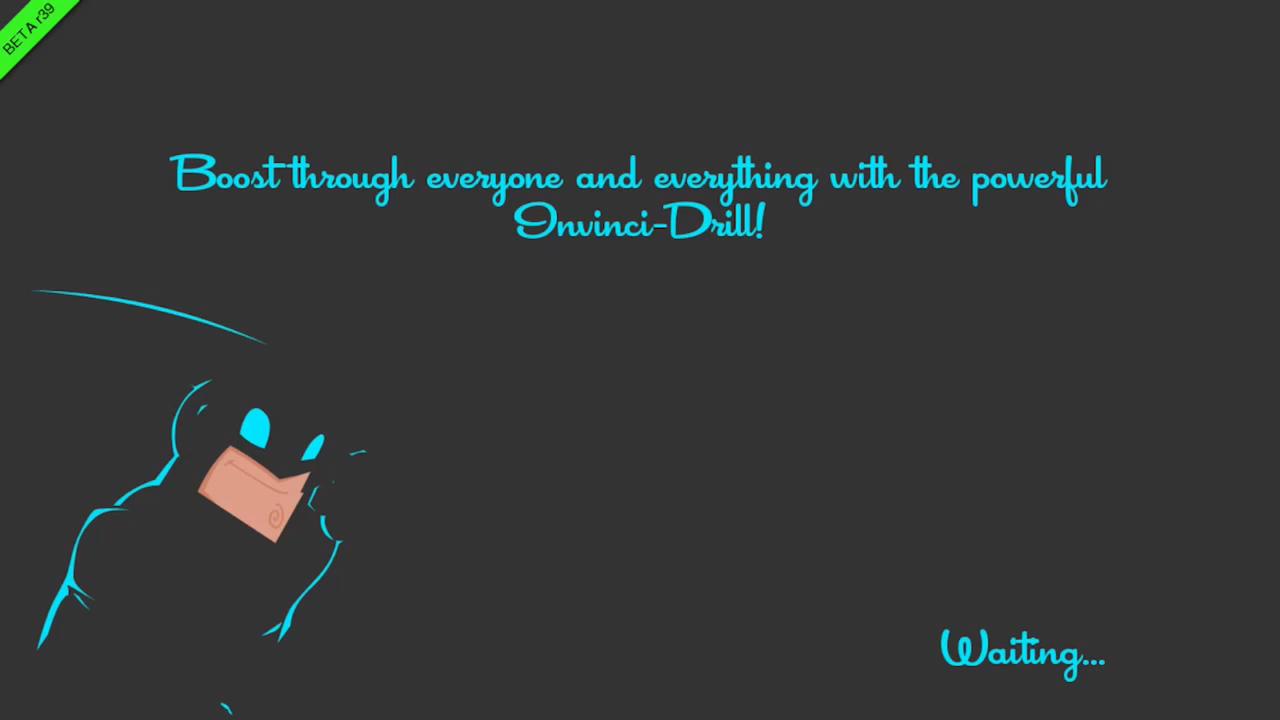 BETA r39
Boost through everyone and everything with the powerful
Invinci-Drill!
Waiting...